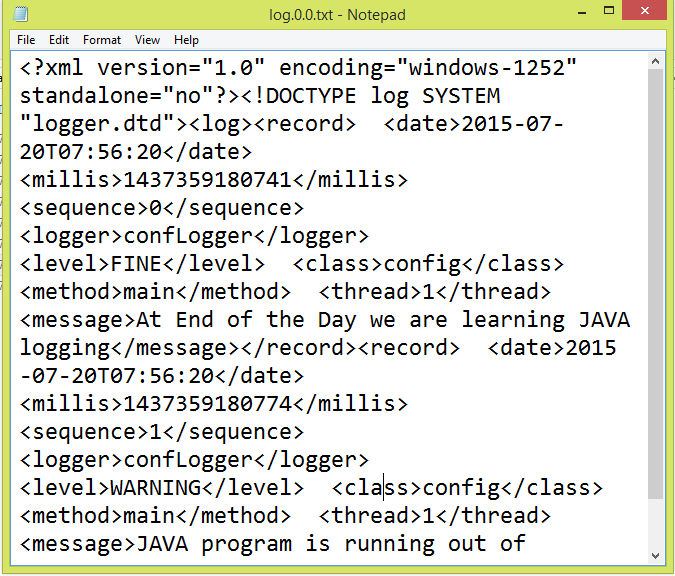 log.0.0.txt - Notepad
File Edit Format View Help
<?xml version="1.0" encoding="windows-1252"
standalone="no"?><!DOCTYPE log SYSTEM
"logger.dtd"><log><record>  <date>2015-07-
20T07:56:20</date>
<millis>1437359180741</millis>
<sequence>0</sequence>
<logger>confLogger</logger>
<level>FINE</level>  <class>config</class>
<method>main</method>  <thread>1</thread>
<message>At End of the Day we are learning JAVA
logging</message></record><record>  <date>2015
-07-20T07:56:20</date>
<millis>1437359180774</millis>
<sequence>1</sequence>
<logger>confLogger</logger>
<level>WARNING</level>  <class>config</class>
<method>main</method>  <thread>1</thread>
<message>JAVA program is running out of